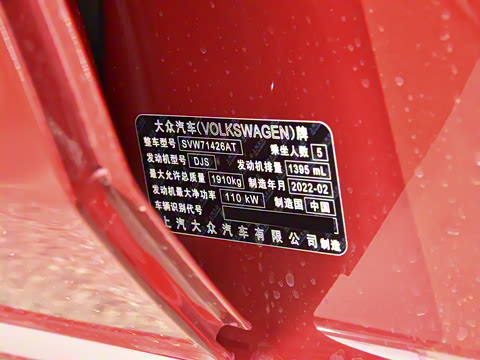 大众汽车(VOLKSWAGEN)牌
整车型号 SVW71426AT 乘坐人数 5
发动机型号 DJS 发动机排量 1395 mL
最大允许总质量 1910kg 制造年月 2022-02
发动机最大净功率 110 kW 制造国 中国
车辆识别代号
上汽大众汽车有限公司制造